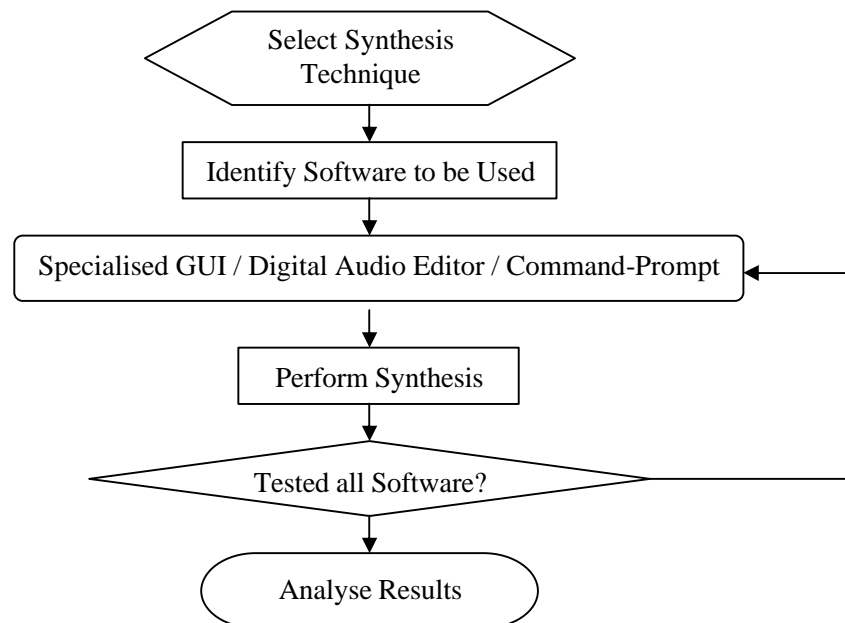 Select Synthesis
Technique
Identify Software to be Used
Specialised GUI / Digital Audio Editor / Command-Prompt
Perform Synthesis
Tested all Software?
Analyse Results